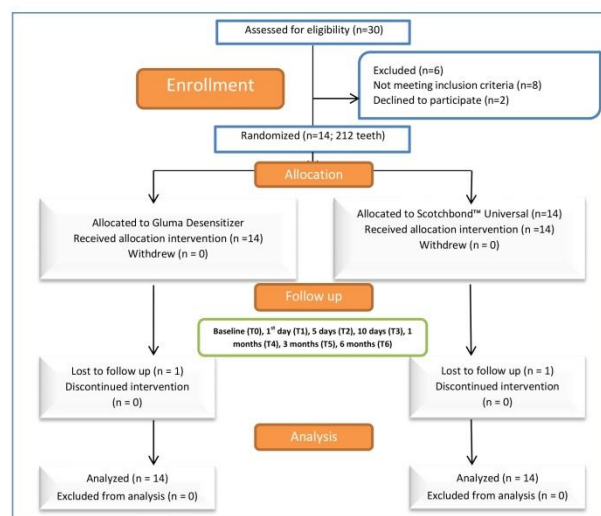 Assessed for eligibility (n=30)
Enrollment
Excluded (n=6)
Not meeting inclusion criteria (n=8)
Declined to participate (n=2)
Randomized (n=14; 212 teeth)
Allocation
Allocated to Gluma Desensitizer
Received allocation intervention (n =14)
Withdrew (n = 0)
Allocated to Scotchbond™ Universal (n=14)
Received allocation intervention (n =14)
Withdrew (n = 0)
Follow up
Baseline (T0), 1st day (T1), 5 days (T2), 10 days (T3), 1
months (T4), 3 months (T5), 6 months (T6)
Lost to follow up (n = 1)
Discontinued intervention
(n = 0)
Lost to follow up (n = 1)
Discontinued intervention
(n = 0)
Analysis
Analyzed (n = 14)
Excluded from analysis (n = 0)
Analyzed (n = 14)
Excluded from analysis (n = 0)